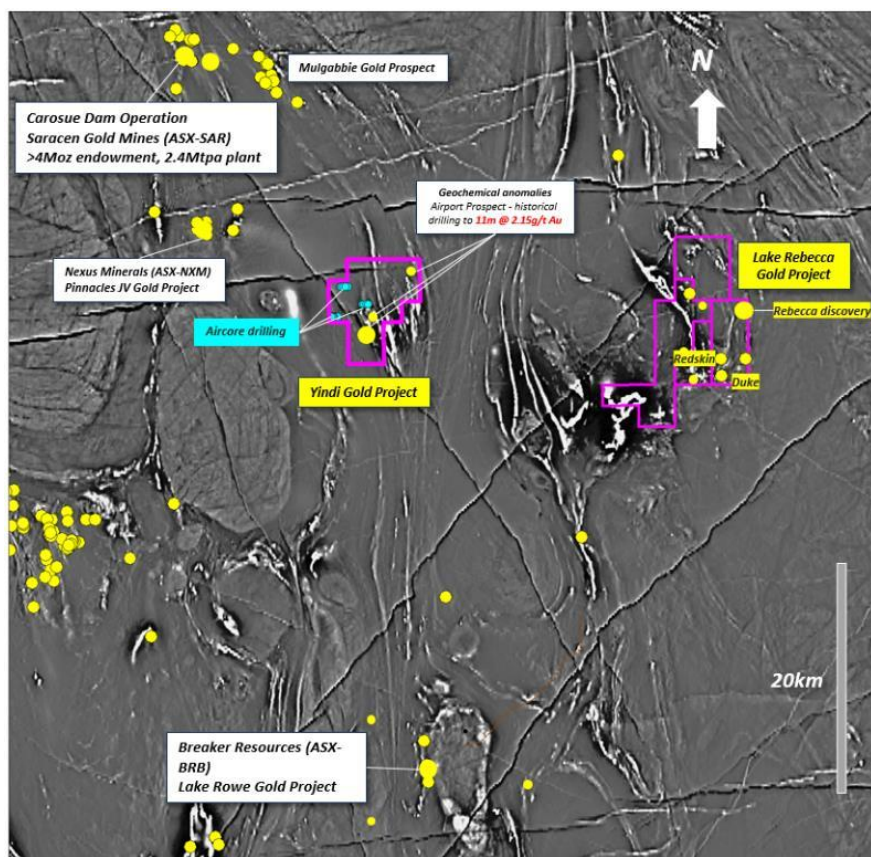 Mulgabbie Gold Prospect
N
Carosue Dam Operation
Saracen Gold Mines (ASX-SAR)
>4Moz endowment, 2.4Mtpa plant
Geochemical anomalies
Airport Prospect - historical
drilling to 11m @ 2.15g/t Au
Nexus Minerals (ASX-NXM)
Pinnacles JV Gold Project
Lake Rebecca
Gold Project
Aircore drilling
Rebecca discovery
Redskin
Duke
Yindi Gold Project
20km
Breaker Resources (ASX-
BRB)
Lake Rowe Gold Project